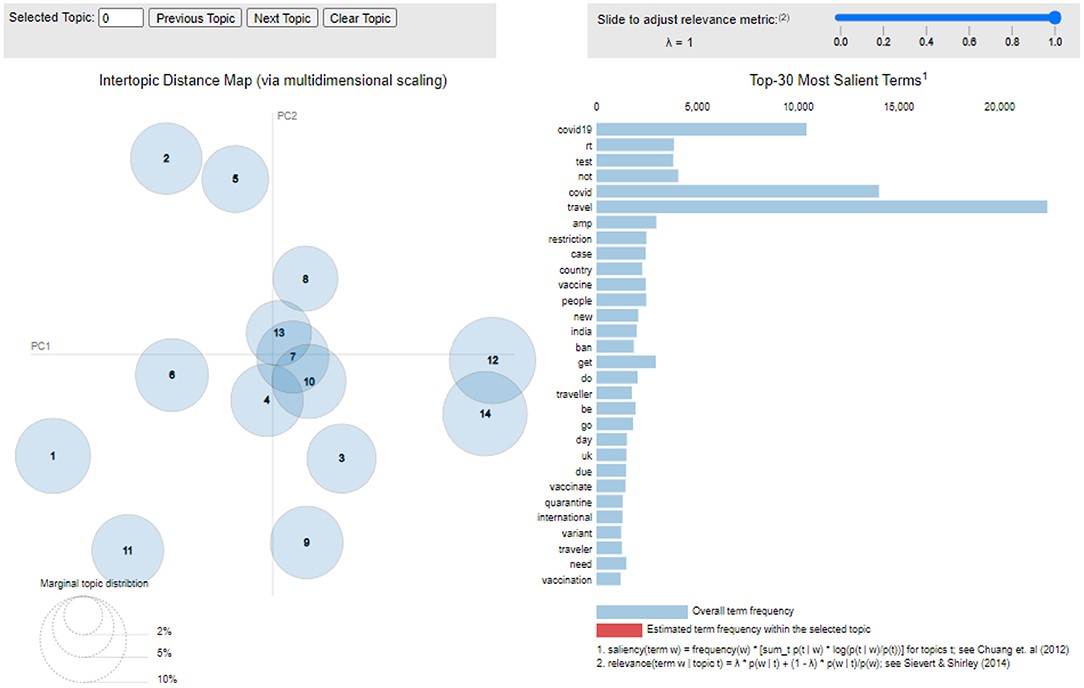 Selected Topic: 0 Previous Topic Next Topic Clear Topic
Slide to adjust relevance metric:(2)
λ = 1
0.0 0.2 0.4 0.6 0.8 1.0
Intertopic Distance Map (via multidimensional scaling)
PC2
PC1
2
5
8
13
7
6
10
4
12
14
1
3
11
9
Marginal topic distribtion
2%
5%
10%
Top-30 Most Salient Terms1
0 5,000 10,000 15,000 20,000
covid19
rt
test
not
covid
travel
amp
restriction
case
country
vaccine
people
new
india
ban
get
do
traveller
be
go
day
uk
due
vaccinate
quarantine
international
variant
traveler
need
vaccination
Overall term frequency
Estimated term frequency within the selected topic
1. saliency(term w) = frequency(w) * [sum_t p(t | w) * log(p(t | w)/p(t))] for topics t; see Chuang et. al (2012)
2. relevance(term w | topic t) = λ * p(w | t) + (1 - λ) * p(w | t)/p(w); see Sievert & Shirley (2014)